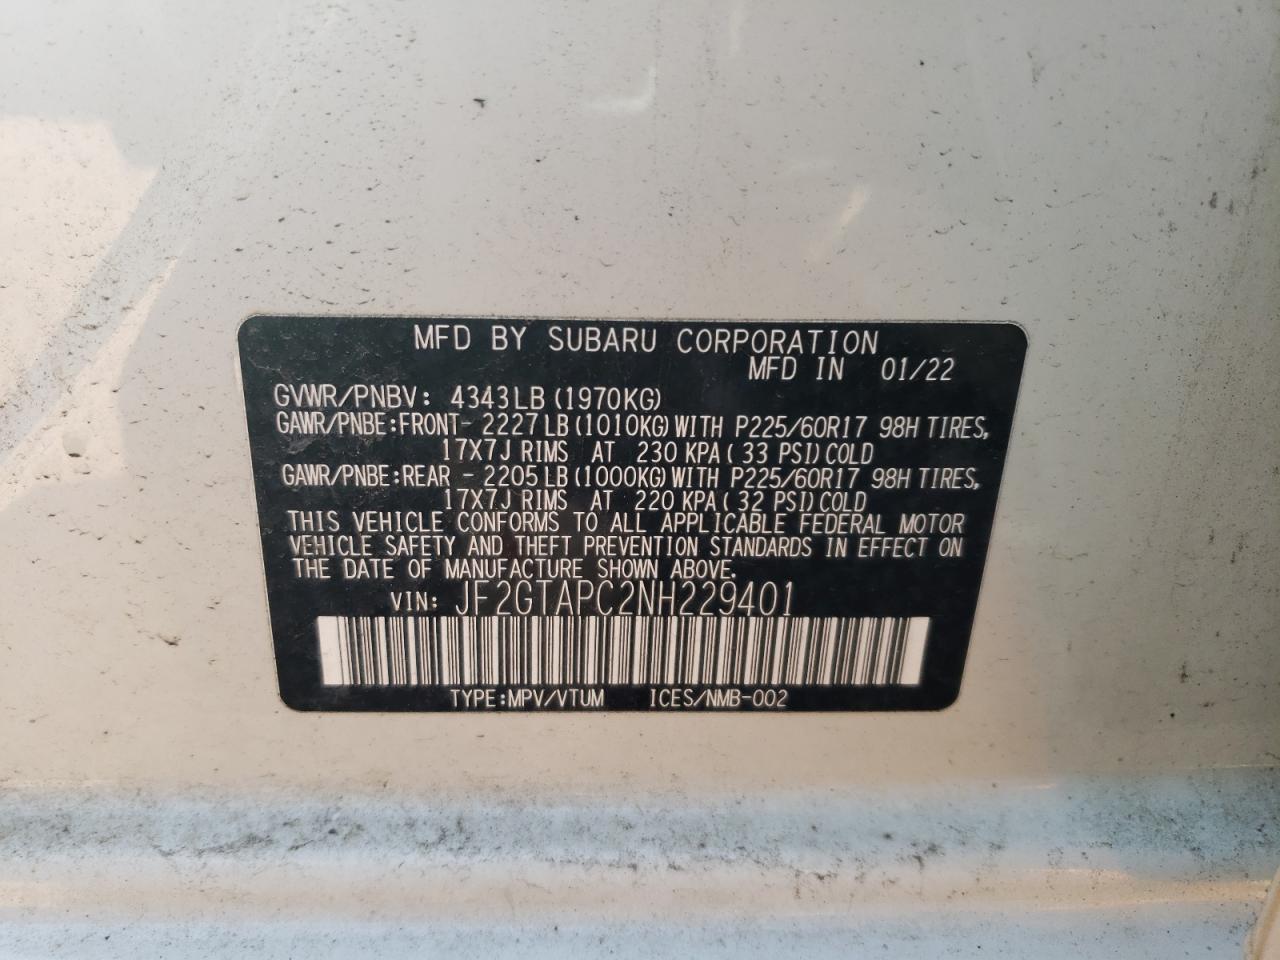 MFD BY SUBARU CORPORATION
MFD IN 01/22
GVWR/PNBV: 4343LB (1970KG)
GAWR/PNBE:FRONT- 2227LB(1010KG)WITH P225/60R17 98H TIRES,
17X7J RIMS AT 230 KPA( 33 PSI)COLD
GAWR/PNBE:REAR - 2205LB(1000KG)WITH P225/60R17 98H TIRES,
17X7J RIMS AT 220 KPA( 32 PSI)COLD
THIS VEHICLE CONFORMS TO ALL APPLICABLE FEDERAL MOTOR
VEHICLE SAFETY AND THEFT PREVENTION STANDARDS IN EFFECT ON
THE DATE OF MANUFACTURE SHOWN ABOVE.
VIN: JF2GTAPC2NH229401
TYPE:MPV/VTUM ICES/NMB-002